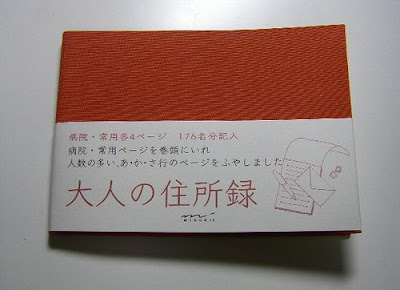 病院・常用各4ページ　176名分記入
病院・常用ページを巻頭にいれ
人数の多い、あ・か・さ行のページをふやしました
大人の住所録
MIDORI®